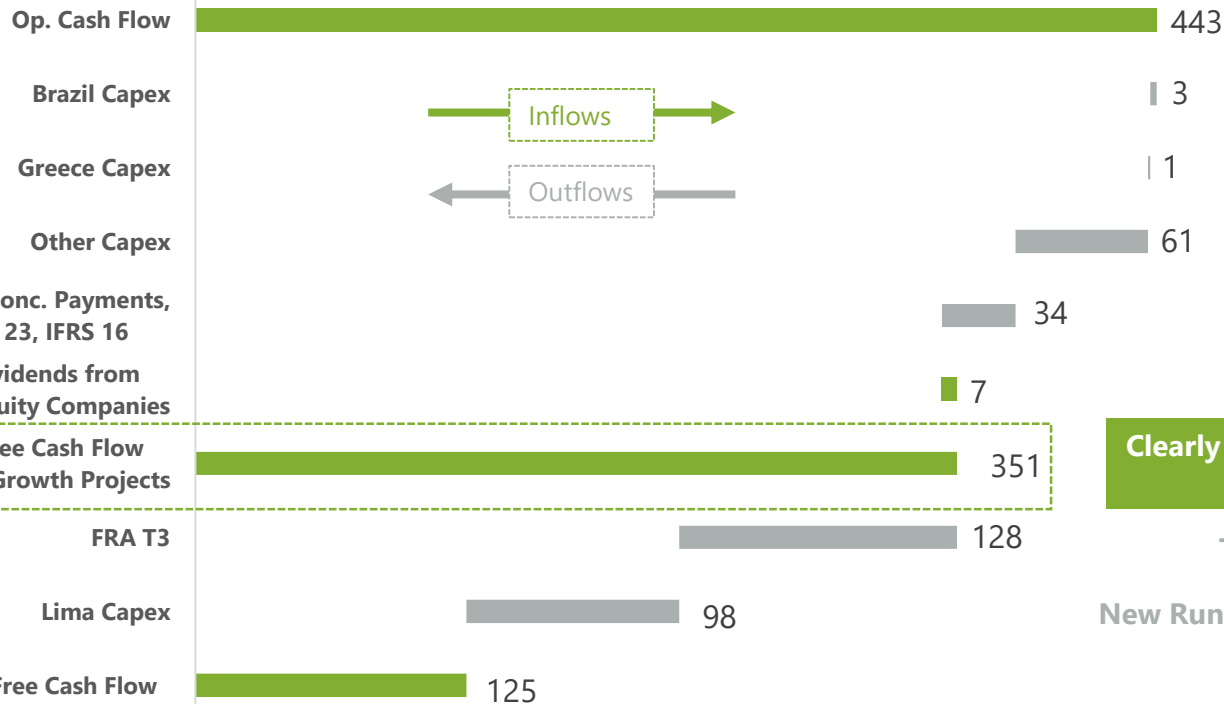 Op. Cash Flow 443
Brazil Capex 3
Inflows
Greece Capex 1
Outflows
Other Capex 61
onc. Payments,
23, IFRS 16 34
vidends from
uity Companies 7
ee Cash Flow
Growth Projects 351
Clearly
FRA T3 128
Lima Capex 98
New Run
Free Cash Flow 125